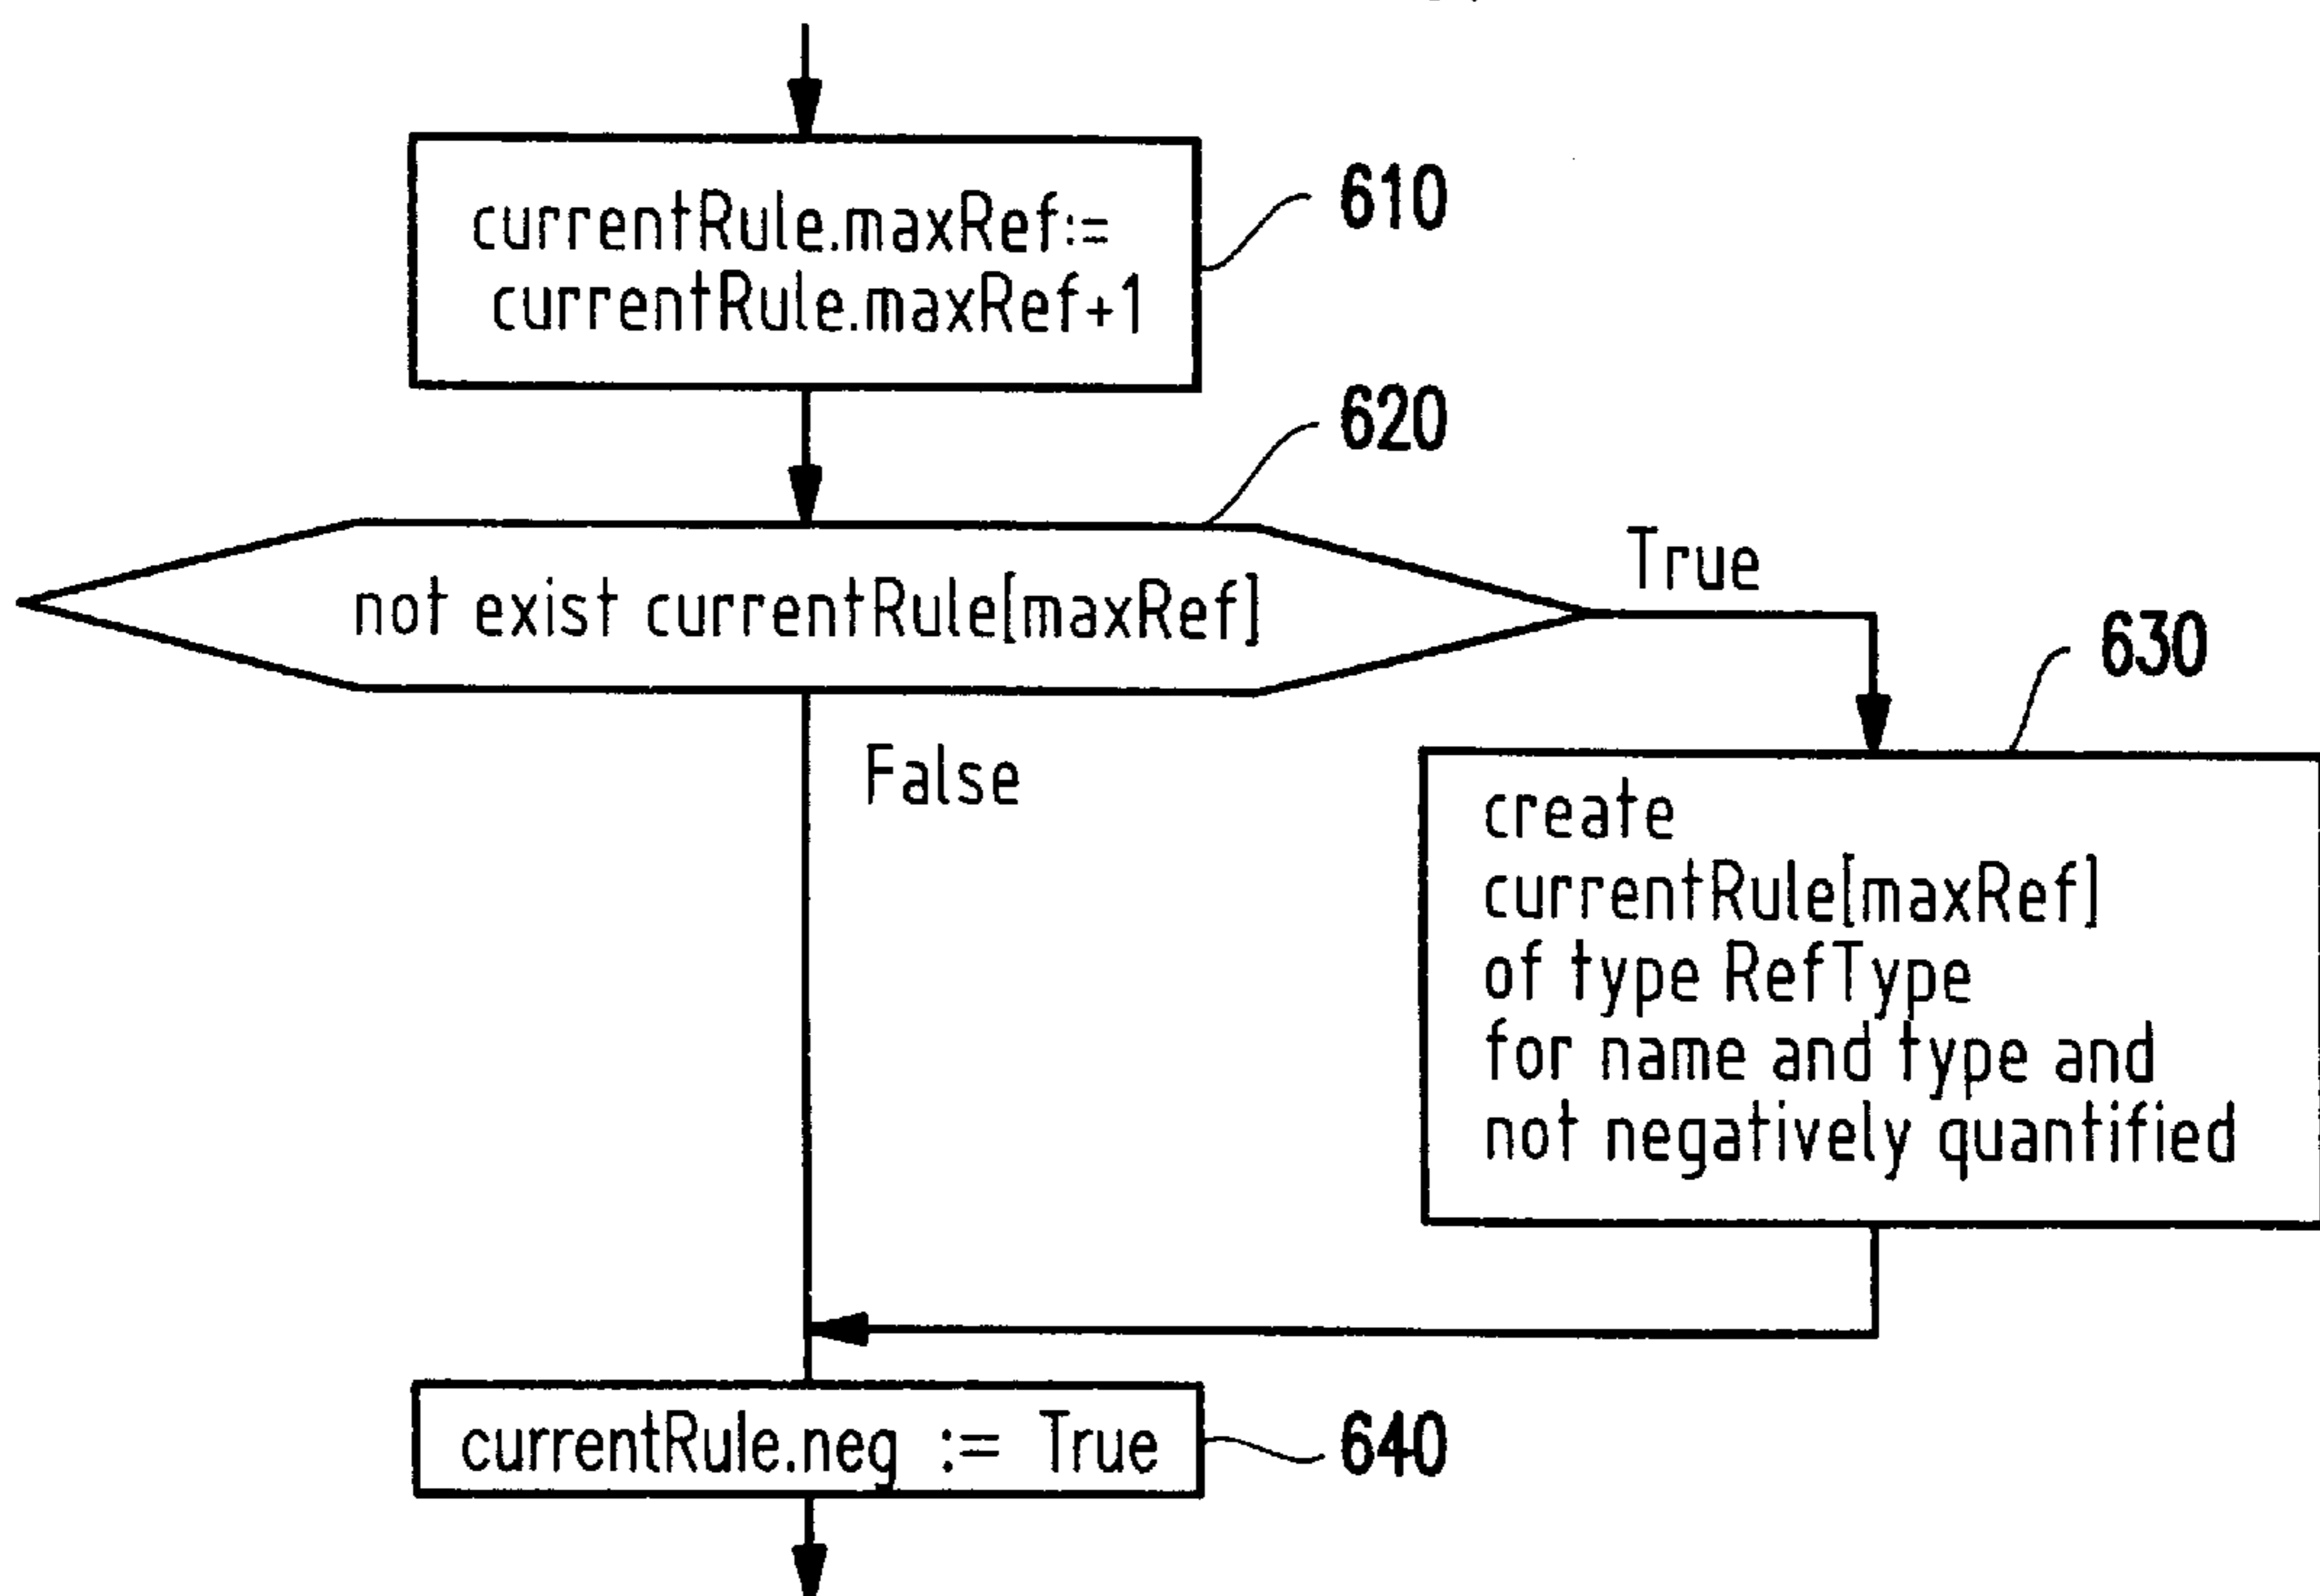 currentRule.maxRef:=
currentRule.maxRef+1
610
620
not exist currentRule[maxRef]
True
630
False
create
currentRule[maxRef]
of type RefType
for name and type and
not negatively quantified
currentRule.neg := True
640